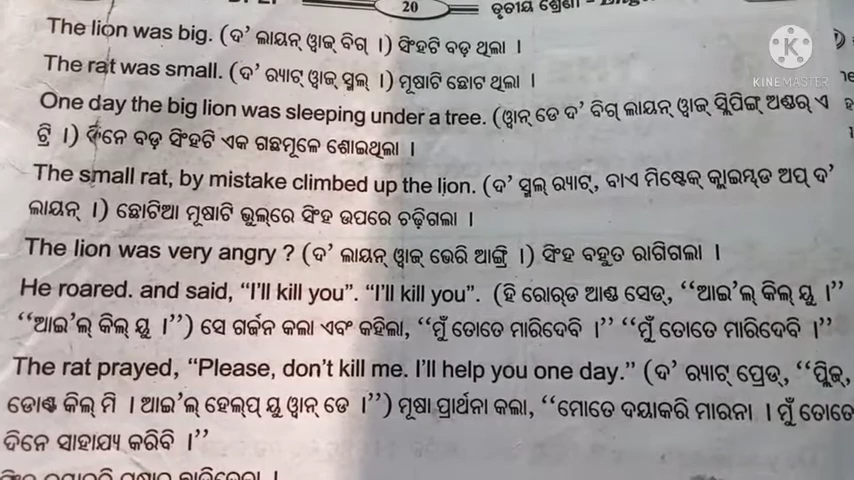 20
ତୃତୀୟ ଶ୍ରେଣୀ -
The lion was big. (ଦ’ ଲାୟନ୍ ୱାଜ୍ ବିଗ୍ ।) ସିଂହଟି ବଡ଼ ଥିଲା ।
The rat was small. (ଦ’ ର‍୍ୟାଟ୍ ୱାଜ୍ ସ୍ମଲ୍ ।) ମୂଷାଟି ଛୋଟ ଥିଲା ।
KINEMASTER
One day the big lion was sleeping under a tree. (ୱାନ୍ ଡେ ଦ’ ବିଗ୍ ଲାୟନ୍ ୱାଜ୍ ସ୍ଲିପିଙ୍ଗ୍ ଅଣ୍ଡର୍ ଏ
ଟ୍ରି ।) ଦିନେ ବଡ଼ ସିଂହଟି ଏକ ଗଛମୂଳେ ଶୋଇଥିଲା ।
The small rat, by mistake climbed up the lion. (ଦ’ ସ୍ମଲ୍ ର‍୍ୟାଟ୍, ବାଏ ମିଷ୍ଟେକ୍ କ୍ଲାଇମ୍ବ୍‌ଡ ଅପ୍ ଦ’
ଲାୟନ୍ ।) ଛୋଟିଆ ମୂଷାଟି ଭୁଲ୍‌ରେ ସିଂହ ଉପରେ ଚଢ଼ିଗଲା ।
The lion was very angry ? (ଦ’ ଲାୟନ୍ ୱାଜ୍ ଭେରି ଆଙ୍ଗ୍ରି ।) ସିଂହ ବହୁତ ରାଗିଗଲା ।
He roared. and said, “I’ll kill you”. “I’ll kill you”. (ହି ରୋର୍‌ଡ ଆଣ୍ଡ ସେଡ୍, “ଆଇ’ଲ୍ କିଲ୍ ୟୁ ।”
“ଆଇ’ଲ୍ କିଲ୍ ୟୁ ।”) ସେ ଗର୍ଜନ କଲା ଏବଂ କହିଲା, “ମୁଁ ତୋତେ ମାରିଦେବି ।” “ମୁଁ ତୋତେ ମାରିଦେବି ।”
The rat prayed, “Please, don’t kill me. I’ll help you one day.” (ଦ’ ର‍୍ୟାଟ୍ ପ୍ରେଡ୍, “ପ୍ଲିଜ୍,
ଡୋଣ୍ଟ କିଲ୍ ମି । ଆଇ’ଲ୍ ହେଲ୍‌ପ୍ ୟୁ ୱାନ୍ ଡେ ।”) ମୂଷା ପ୍ରାର୍ଥନା କଲା, “ମୋତେ ଦୟାକରି ମାରନା । ମୁଁ ତୋତେ
ଦିନେ ସାହାଯ୍ୟ କରିବି ।”